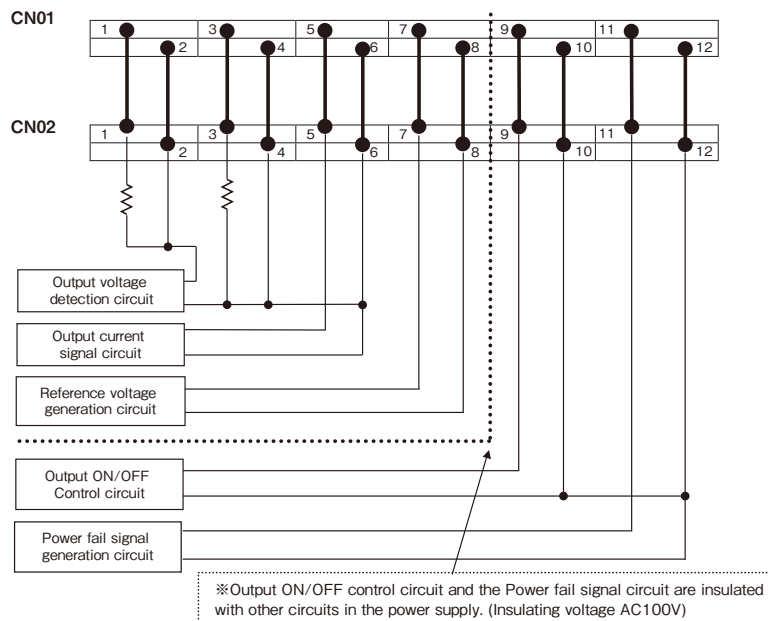 CN01
1 3 5 7 9 11
2 4 6 8 10 12
CN02
1 3 5 7 9 11
2 4 6 8 10 12
Output voltage
detection circuit
Output current
signal circuit
Reference voltage
generation circuit
Output ON/OFF
Control circuit
Power fail signal
generation circuit
※Output ON/OFF control circuit and the Power fail signal circuit are insulated
with other circuits in the power supply. (Insulating voltage AC100V)